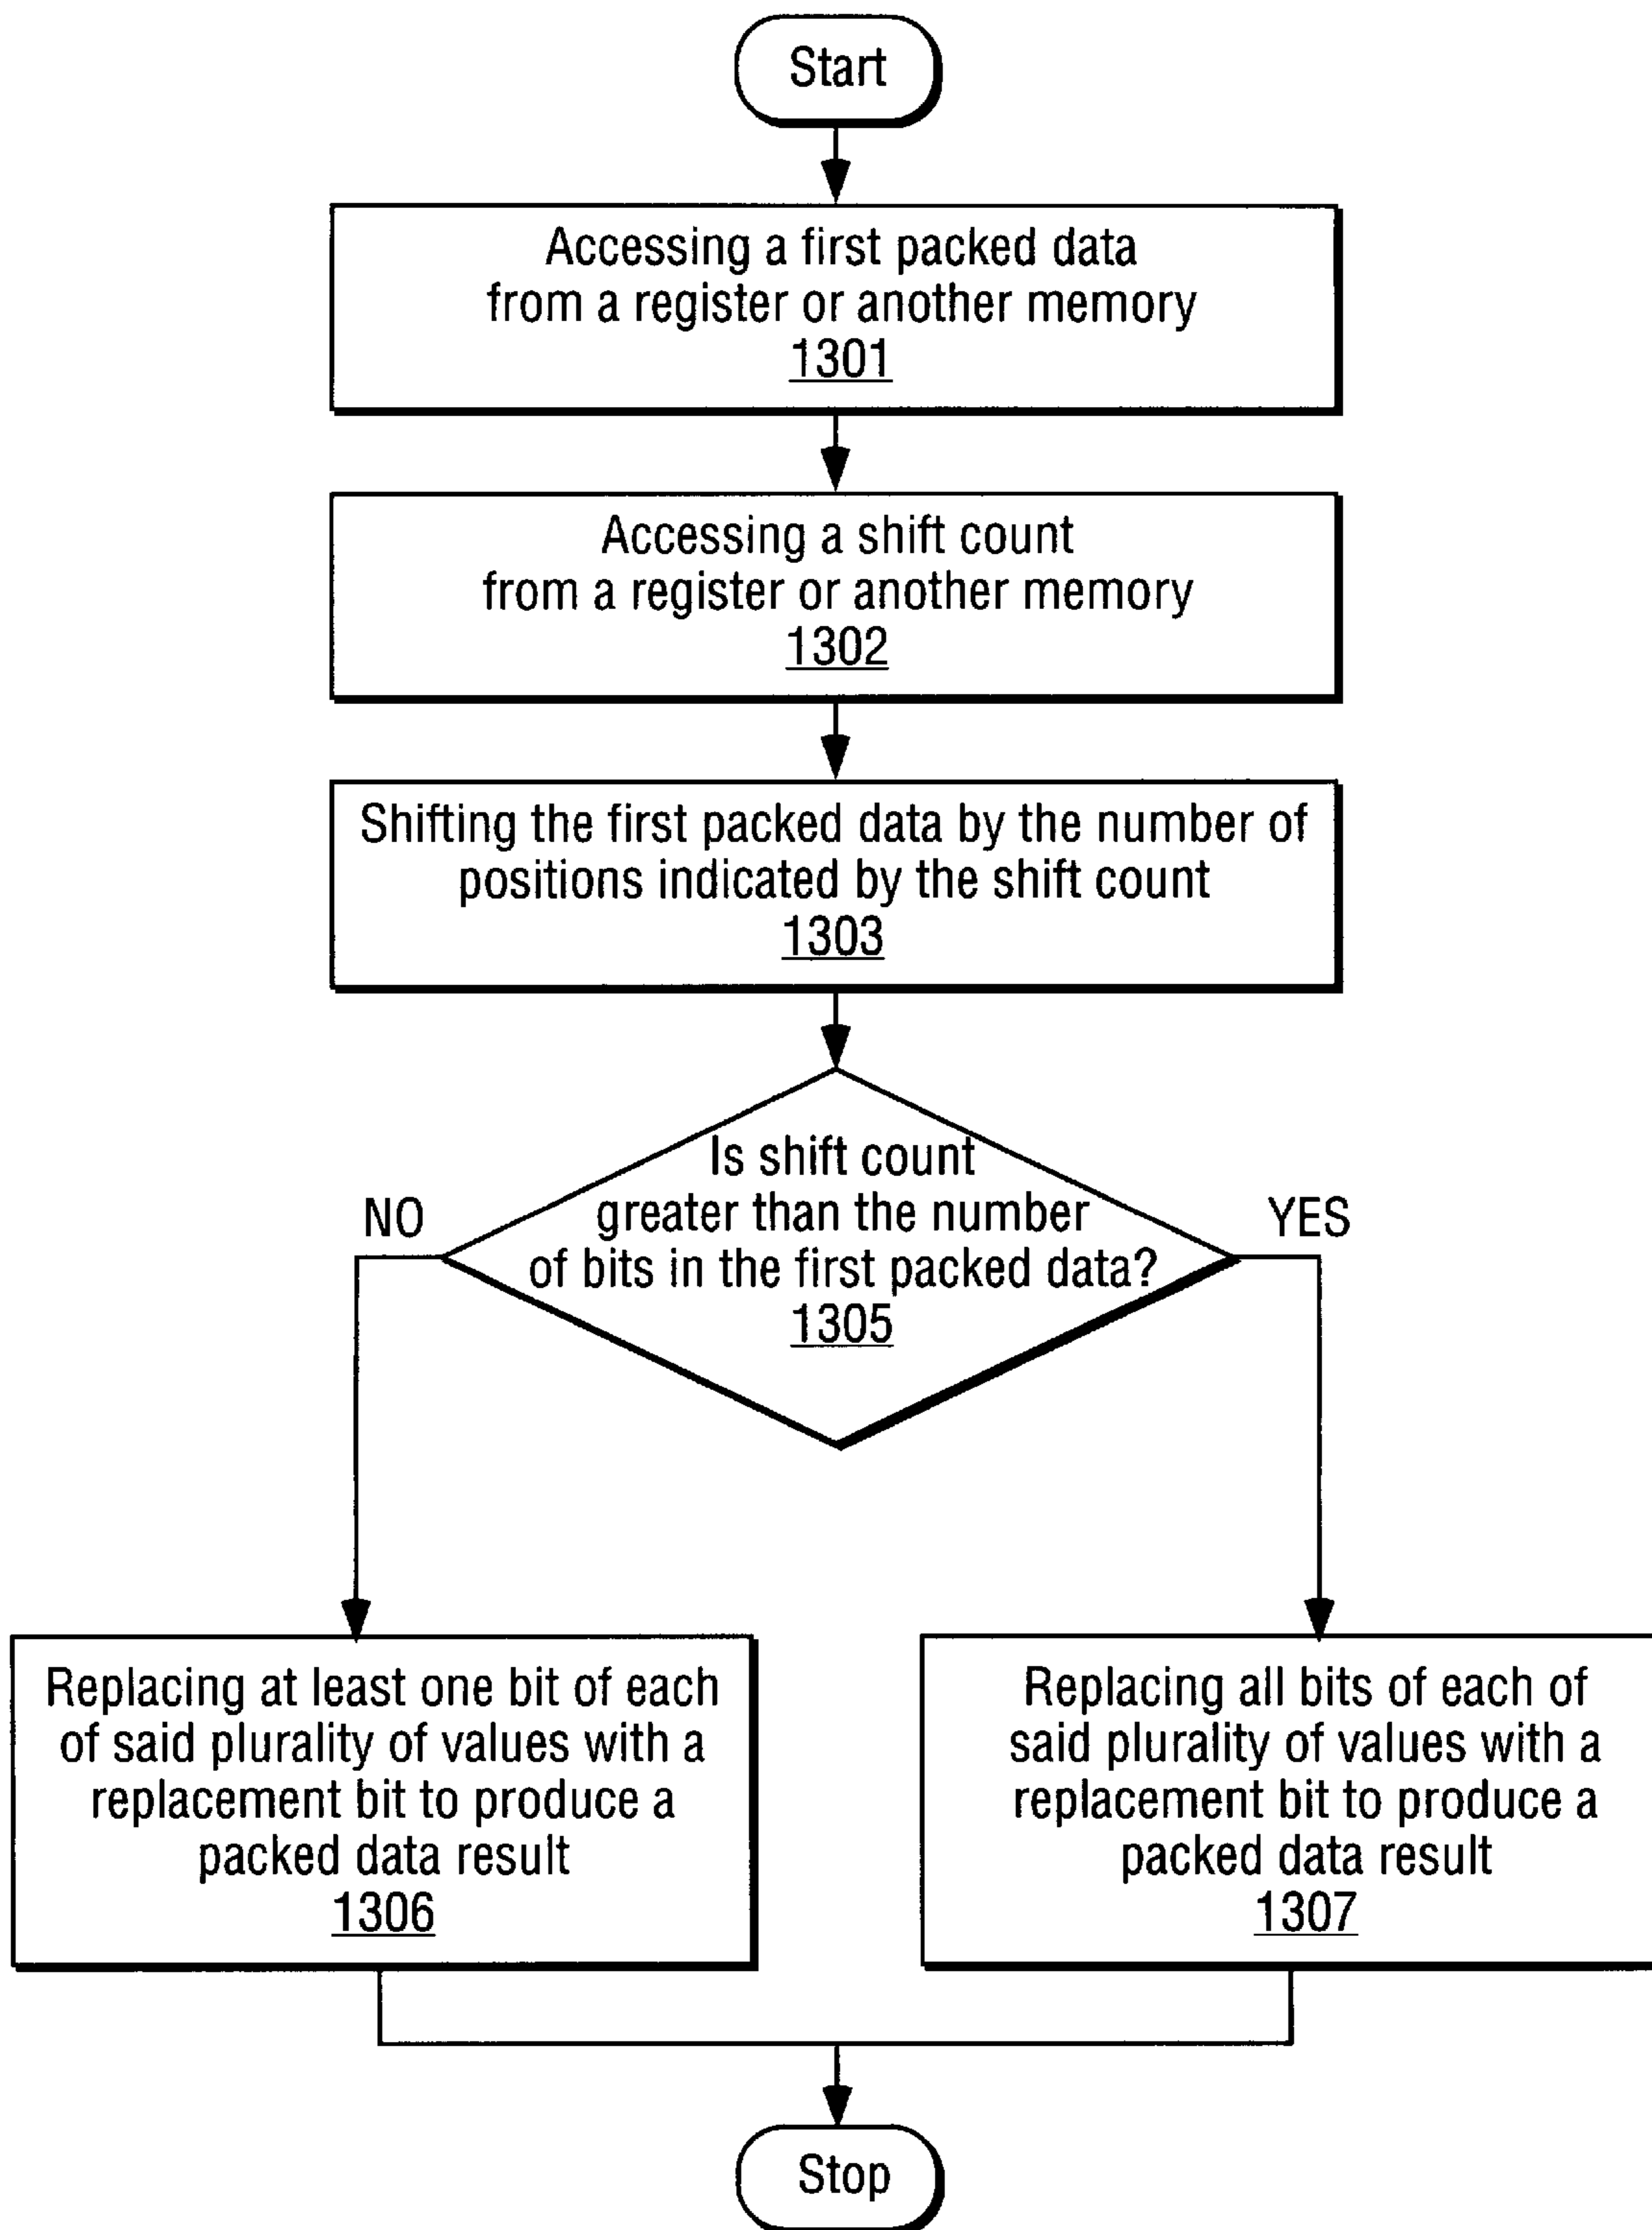 Start
Accessing a first packed data
from a register or another memory
1301
Accessing a shift count
from a register or another memory
1302
Shifting the first packed data by the number of
positions indicated by the shift count
1303
Is shift count
greater than the number
of bits in the first packed data?
1305
NO
YES
Replacing at least one bit of each
of said plurality of values with a
replacement bit to produce a
packed data result
1306
Replacing all bits of each of
said plurality of values with a
replacement bit to produce a
packed data result
1307
Stop